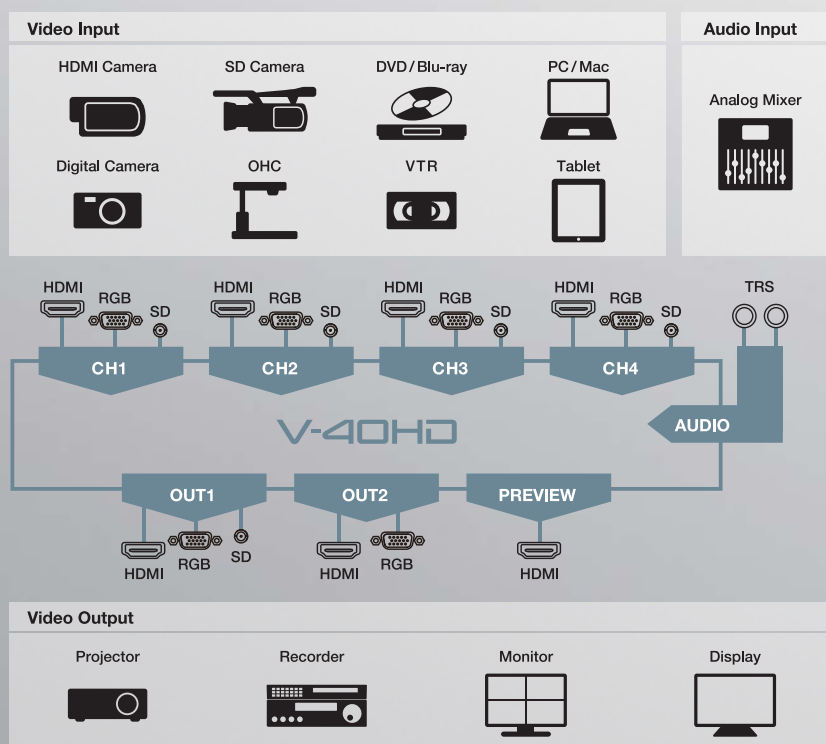 Video Input
Audio Input
HDMI Camera
SD Camera
DVD/Blu-ray
PC/Mac
Analog Mixer
Digital Camera
OHC
VTR
Tablet
HDMI RGB SD
HDMI RGB SD
HDMI RGB SD
HDMI RGB SD
TRS
CH1
CH2
CH3
CH4
V-40HD
AUDIO
OUT1
OUT2
PREVIEW
HDMI RGB SD
HDMI RGB
HDMI
Video Output
Projector
Recorder
Monitor
Display